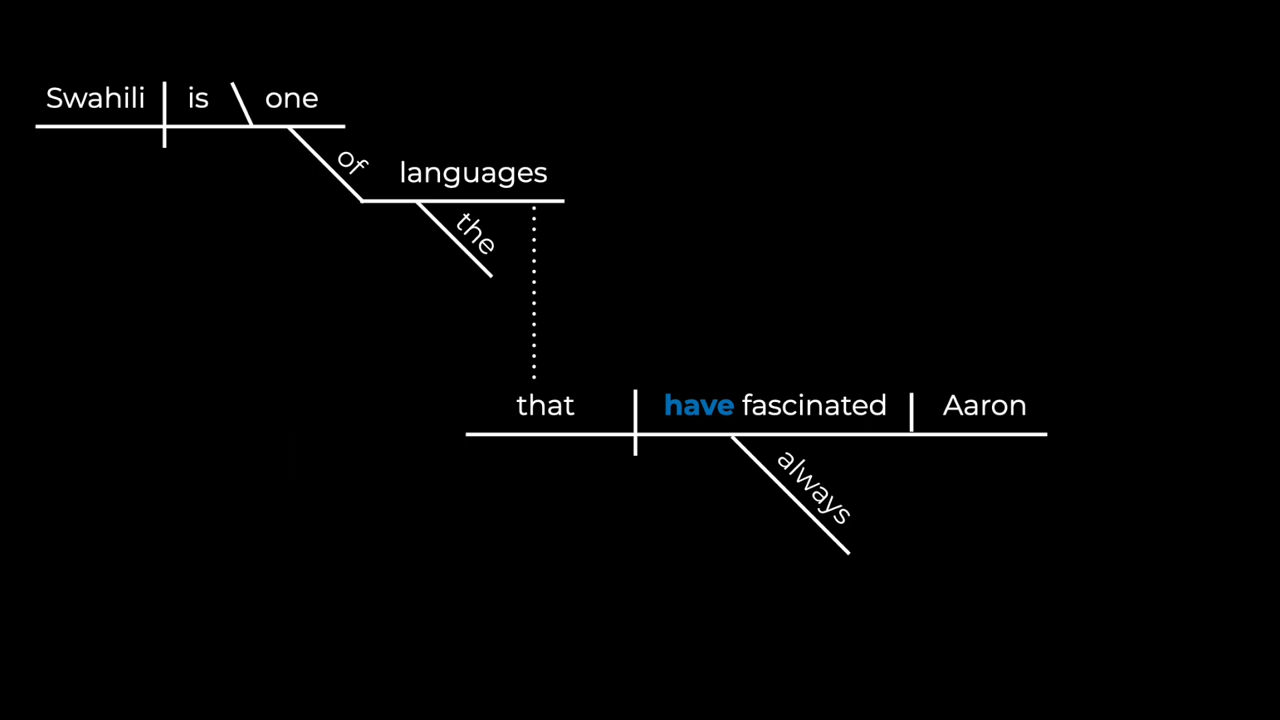 Swahili is one
of languages
the
that have fascinated Aaron
always